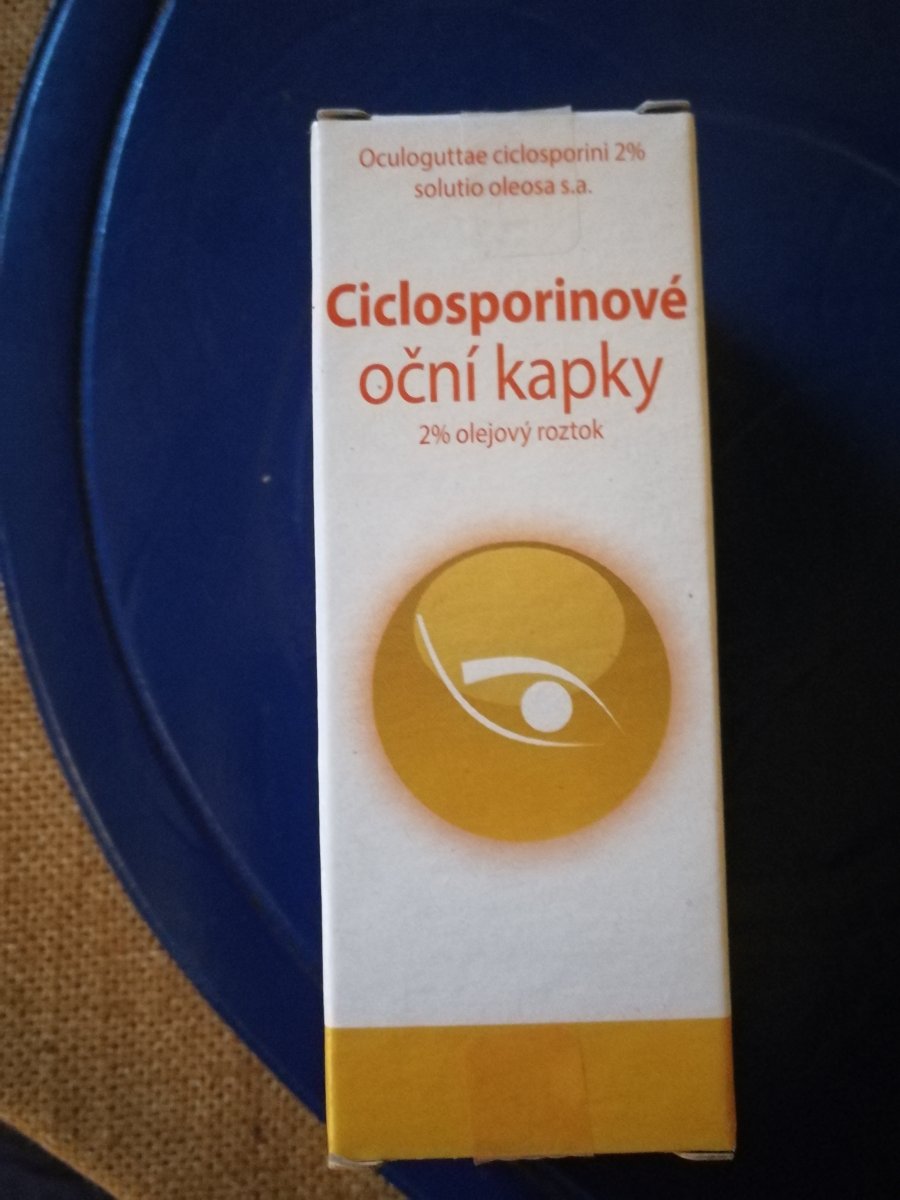 Oculoguttae ciclosporini 2%
solutio oleosa s.a.
Ciclosporinové
oční kapky
2% olejový roztok